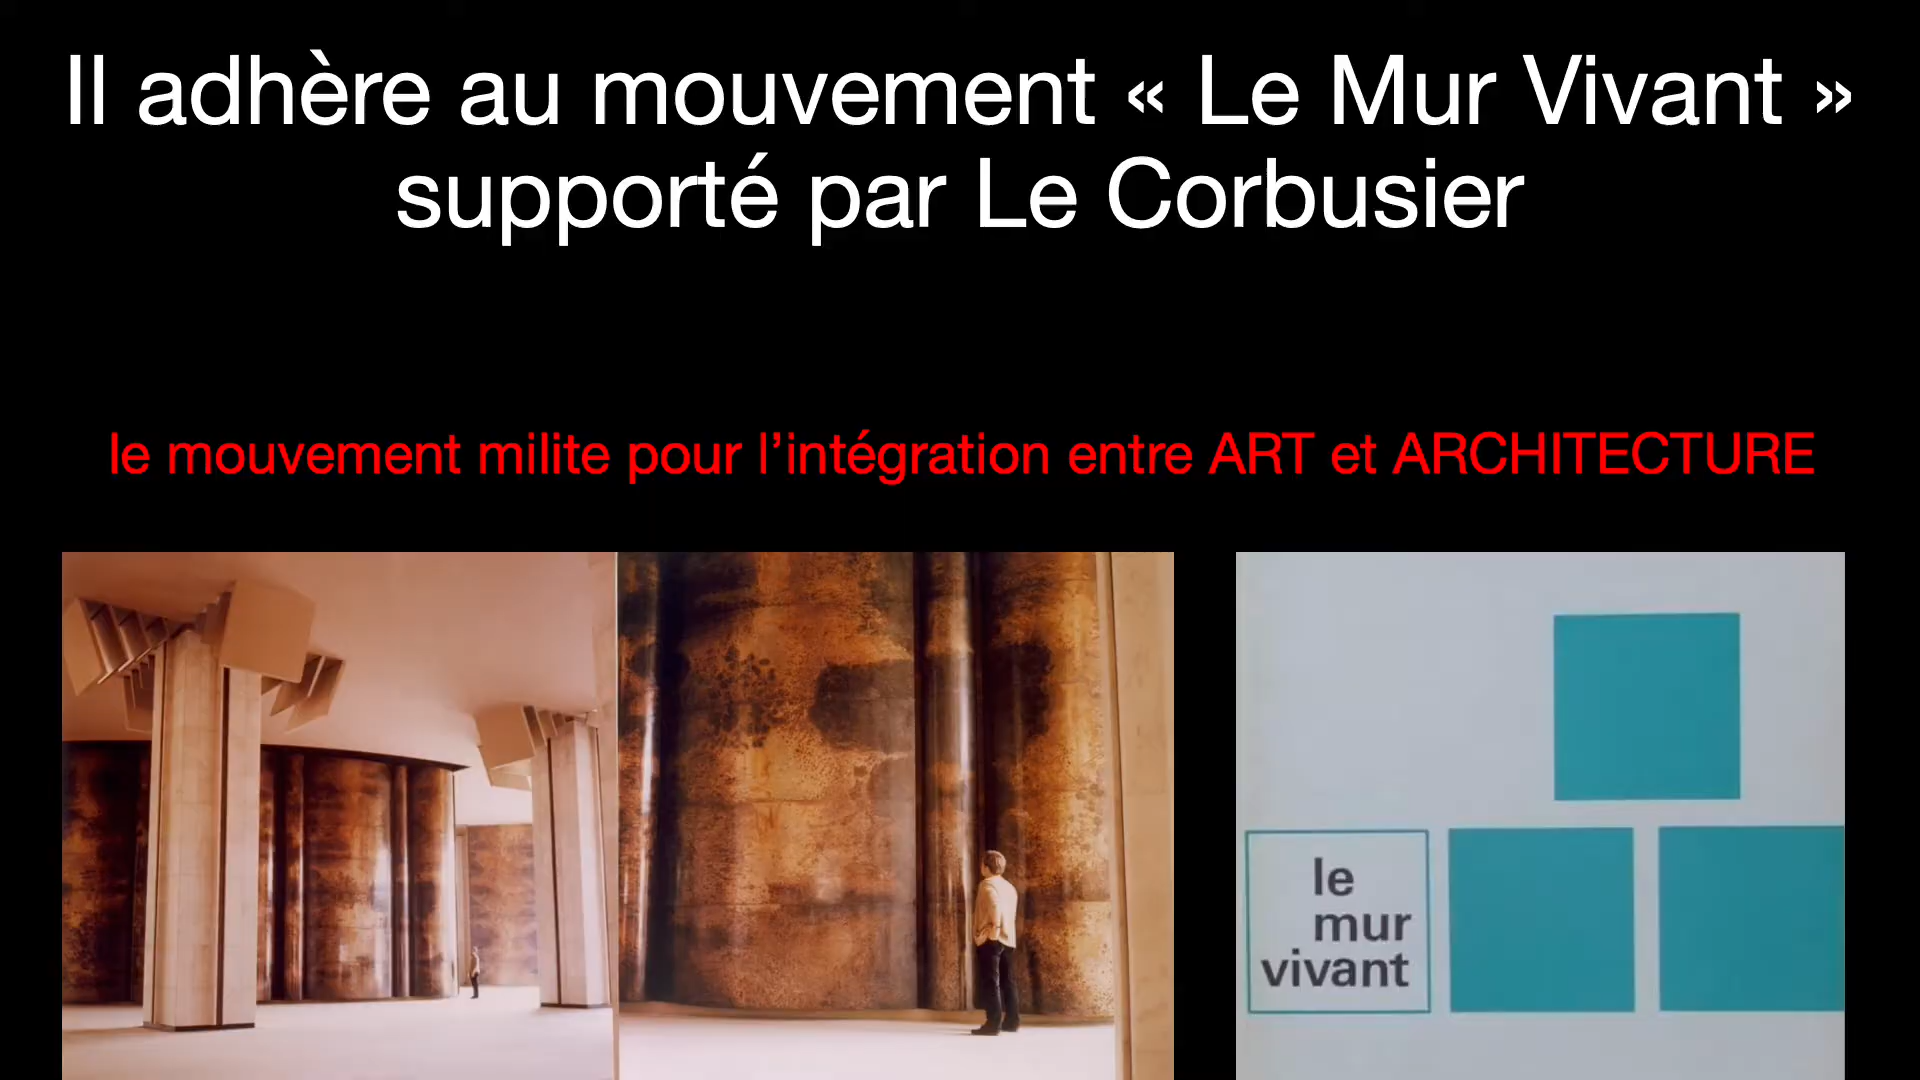 Il adhère au mouvement « Le Mur Vivant »
supporté par Le Corbusier
le mouvement milite pour l’intégration entre ART et ARCHITECTURE
le
mur
vivant